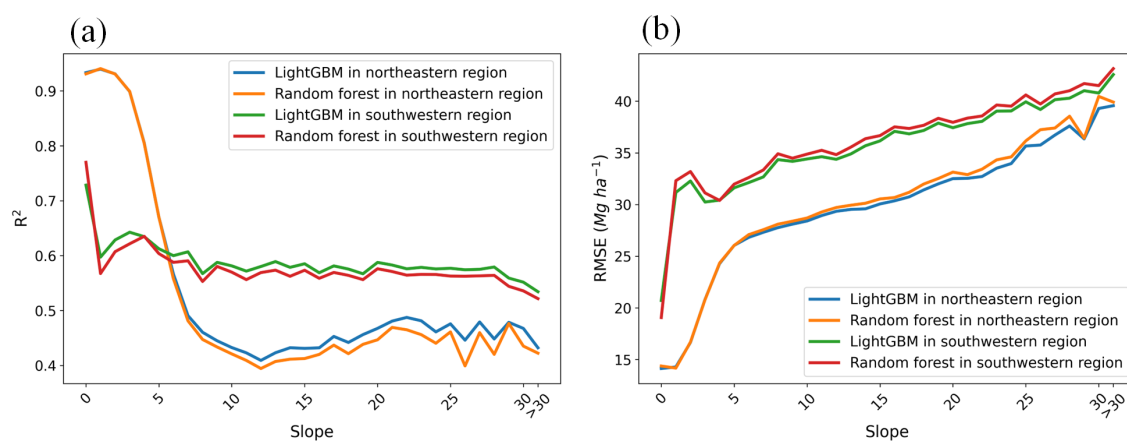 (a)
LightGBM in northeastern region
Random forest in northeastern region
LightGBM in southwestern region
Random forest in southwestern region
0.9
0.8
0.7
0.6
0.5
0.4
R²
0
5
10
15
20
25
30
>30
Slope
(b)
40
35
30
25
20
15
RMSE (Mg ha⁻¹)
LightGBM in northeastern region
Random forest in northeastern region
LightGBM in southwestern region
Random forest in southwestern region
0
5
10
15
20
25
30
>30
Slope